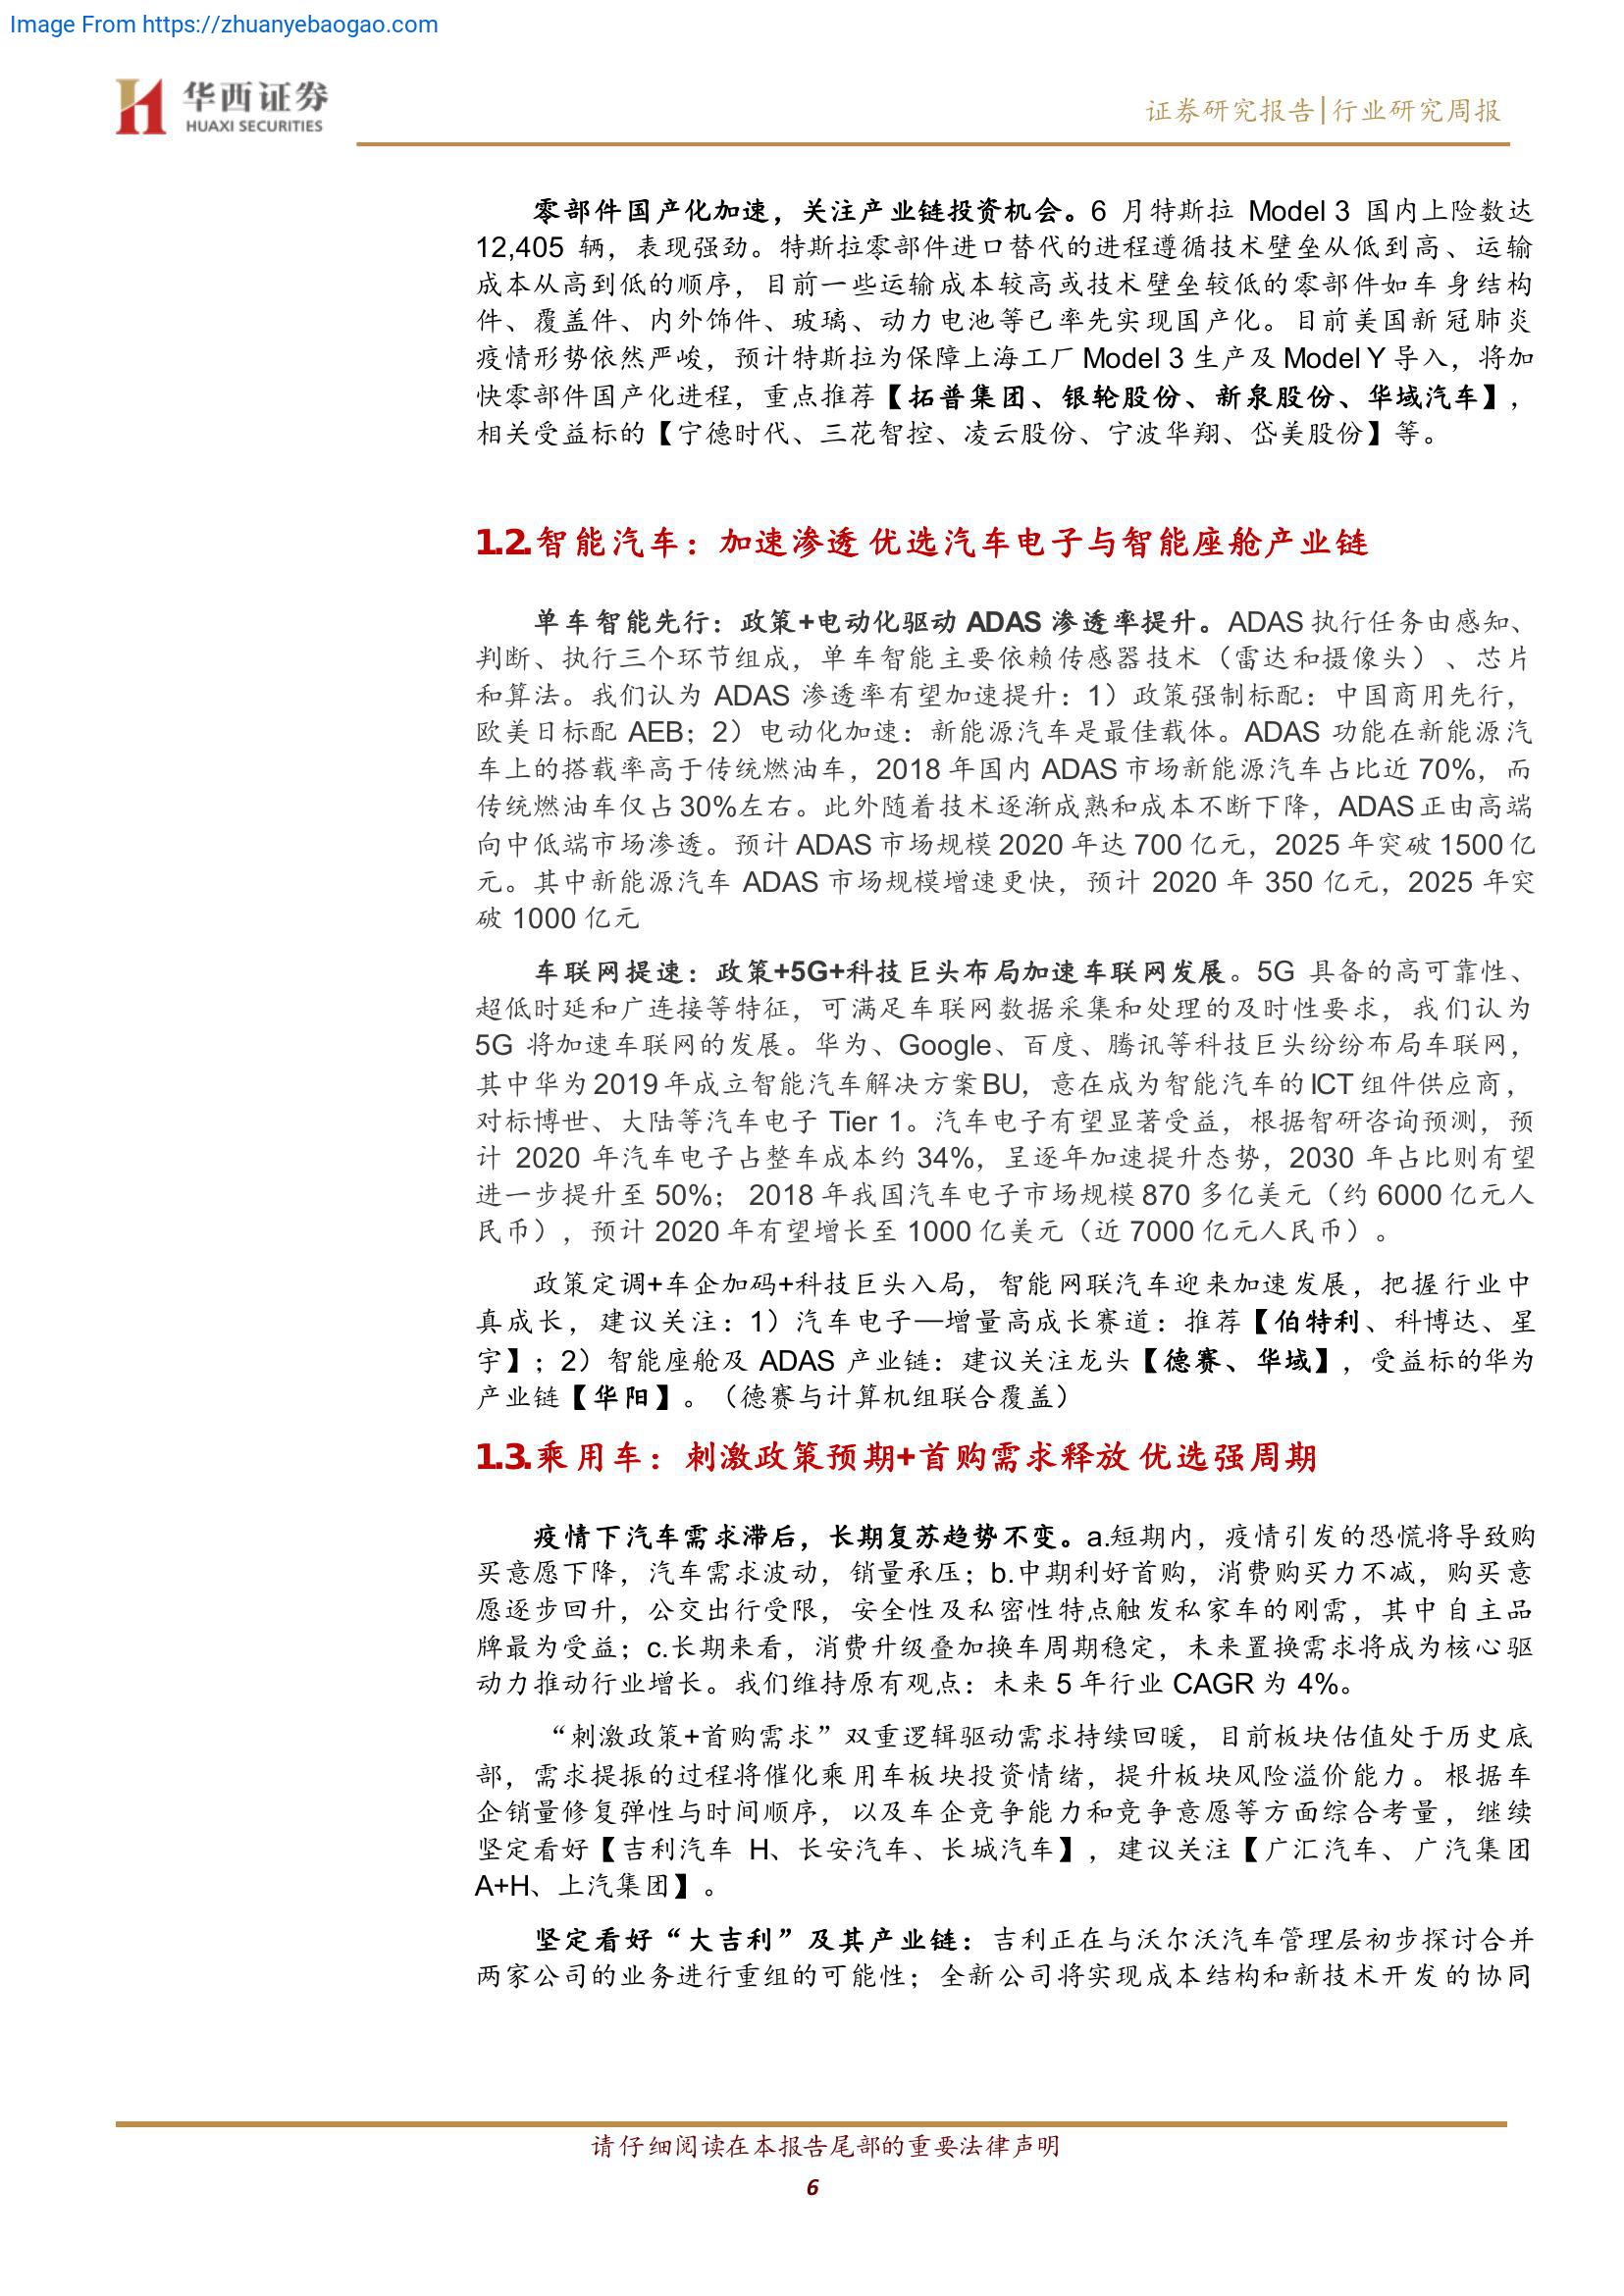 Image From https://zhuanyebaogao.com
华西证券
HUAXI SECURITIES
证券研究报告|行业研究周报
零部件国产化加速，关注产业链投资机会。6 月特斯拉 Model 3 国内上险数达
12,405 辆，表现强劲。特斯拉零部件进口替代的进程遵循技术壁垒从低到高、运输
成本从高到低的顺序，目前一些运输成本较高或技术壁垒较低的零部件如车身结构
件、覆盖件、内外饰件、玻璃、动力电池等已率先实现国产化。目前美国新冠肺炎
疫情形势依然严峻，预计特斯拉为保障上海工厂 Model 3 生产及 Model Y 导入，将加
快零部件国产化进程，重点推荐【拓普集团、银轮股份、新泉股份、华域汽车】，
相关受益标的【宁德时代、三花智控、凌云股份、宁波华翔、岱美股份】等。
1.2.智能汽车：加速渗透 优选汽车电子与智能座舱产业链
单车智能先行：政策+电动化驱动 ADAS 渗透率提升。ADAS 执行任务由感知、
判断、执行三个环节组成，单车智能主要依赖传感器技术（雷达和摄像头）、芯片
和算法。我们认为 ADAS 渗透率有望加速提升：1）政策强制标配：中国商用先行，
欧美日标配 AEB；2）电动化加速：新能源汽车是最佳载体。ADAS 功能在新能源汽
车上的搭载率高于传统燃油车，2018 年国内 ADAS 市场新能源汽车占比近 70%，而
传统燃油车仅占 30%左右。此外随着技术逐渐成熟和成本不断下降，ADAS 正由高端
向中低端市场渗透。预计 ADAS 市场规模 2020 年达 700 亿元，2025 年突破 1500 亿
元。其中新能源汽车 ADAS 市场规模增速更快，预计 2020 年 350 亿元，2025 年突
破 1000 亿元
车联网提速：政策+5G+科技巨头布局加速车联网发展。5G 具备的高可靠性、
超低时延和广连接等特征，可满足车联网数据采集和处理的及时性要求，我们认为
5G 将加速车联网的发展。华为、Google、百度、腾讯等科技巨头纷纷布局车联网，
其中华为 2019 年成立智能汽车解决方案 BU，意在成为智能汽车的 ICT 组件供应商，
对标博世、大陆等汽车电子 Tier 1。汽车电子有望显著受益，根据智研咨询预测，预
计 2020 年汽车电子占整车成本约 34%，呈逐年加速提升态势，2030 年占比则有望
进一步提升至 50%； 2018 年我国汽车电子市场规模 870 多亿美元（约 6000 亿元人
民币），预计 2020 年有望增长至 1000 亿美元（近 7000 亿元人民币）。
政策定调+车企加码+科技巨头入局，智能网联汽车迎来加速发展，把握行业中
真成长，建议关注：1）汽车电子—增量高成长赛道：推荐【伯特利、科博达、星
宇】；2）智能座舱及 ADAS 产业链：建议关注龙头【德赛、华域】，受益标的华为
产业链【华阳】。（德赛与计算机组联合覆盖）
1.3.乘用车：刺激政策预期+首购需求释放 优选强周期
疫情下汽车需求滞后，长期复苏趋势不变。a.短期内，疫情引发的恐慌将导致购
买意愿下降，汽车需求波动，销量承压；b.中期利好首购，消费购买力不减，购买意
愿逐步回升，公交出行受限，安全性及私密性特点触发私家车的刚需，其中自主品
牌最为受益；c.长期来看，消费升级叠加换车周期稳定，未来置换需求将成为核心驱
动力推动行业增长。我们维持原有观点：未来 5 年行业 CAGR 为 4%。
“刺激政策+首购需求”双重逻辑驱动需求持续回暖，目前板块估值处于历史底
部，需求提振的过程将催化乘用车板块投资情绪，提升板块风险溢价能力。根据车
企销量修复弹性与时间顺序，以及车企竞争能力和竞争意愿等方面综合考量，继续
坚定看好【吉利汽车 H、长安汽车、长城汽车】，建议关注【广汇汽车、广汽集团
A+H、上汽集团】。
坚定看好“大吉利”及其产业链：吉利正在与沃尔沃汽车管理层初步探讨合并
两家公司的业务进行重组的可能性；全新公司将实现成本结构和新技术开发的协同
请仔细阅读在本报告尾部的重要法律声明
6